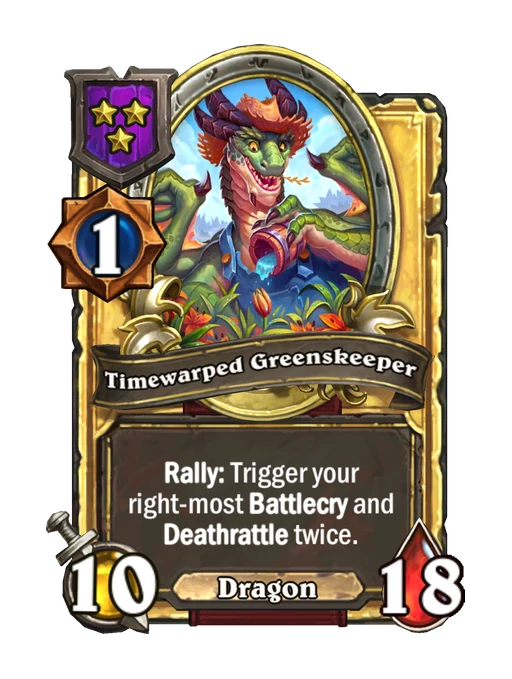 1
Timewarped Greenskeeper
Rally: Trigger your
right-most Battlecry and
Deathrattle twice.
10
Dragon
18